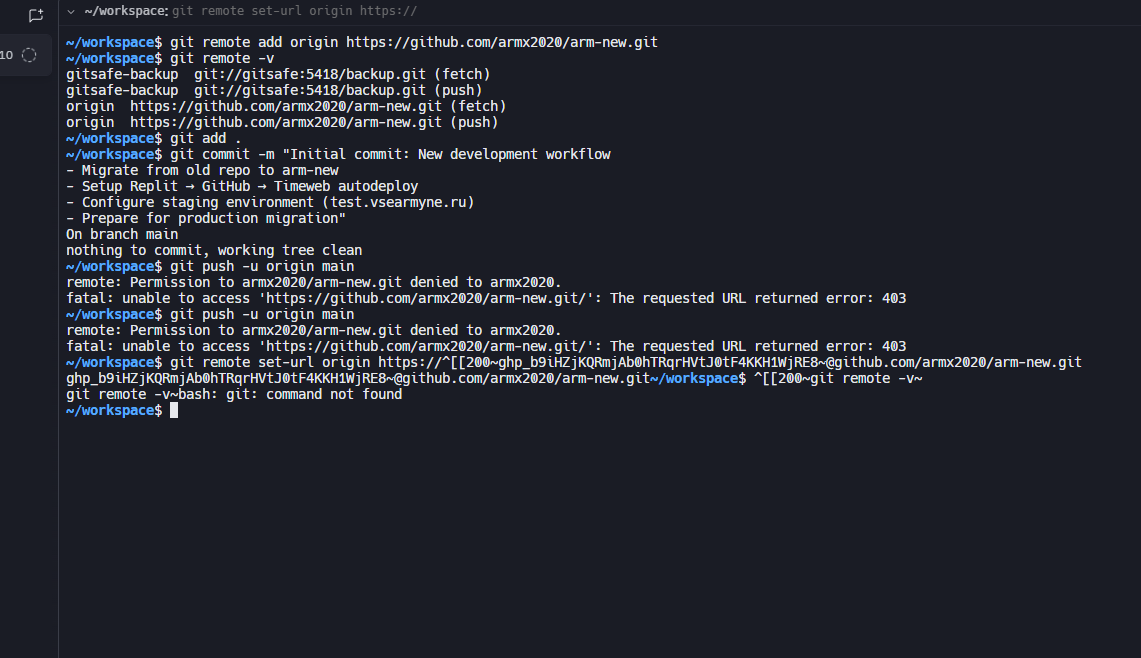 ~/workspace: git remote set-url origin https://
10
~/workspace$ git remote add origin https://github.com/armx2020/arm-new.git
~/workspace$ git remote -v
gitsafe-backup  git://gitsafe:5418/backup.git (fetch)
gitsafe-backup  git://gitsafe:5418/backup.git (push)
origin  https://github.com/armx2020/arm-new.git (fetch)
origin  https://github.com/armx2020/arm-new.git (push)
~/workspace$ git add .
~/workspace$ git commit -m "Initial commit: New development workflow
- Migrate from old repo to arm-new
- Setup Replit → GitHub → Timeweb autodeploy
- Configure staging environment (test.vsearmyne.ru)
- Prepare for production migration"
On branch main
nothing to commit, working tree clean
~/workspace$ git push -u origin main
remote: Permission to armx2020/arm-new.git denied to armx2020.
fatal: unable to access 'https://github.com/armx2020/arm-new.git/': The requested URL returned error: 403
~/workspace$ git push -u origin main
remote: Permission to armx2020/arm-new.git denied to armx2020.
fatal: unable to access 'https://github.com/armx2020/arm-new.git/': The requested URL returned error: 403
~/workspace$ git remote set-url origin https://^[[200~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~@github.com/armx2020/arm-new.git
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~@github.com/armx2020/arm-new.git~/workspace$ ^[[200~git remote -v~
git remote -v~bash: git: command not found
~/workspace$